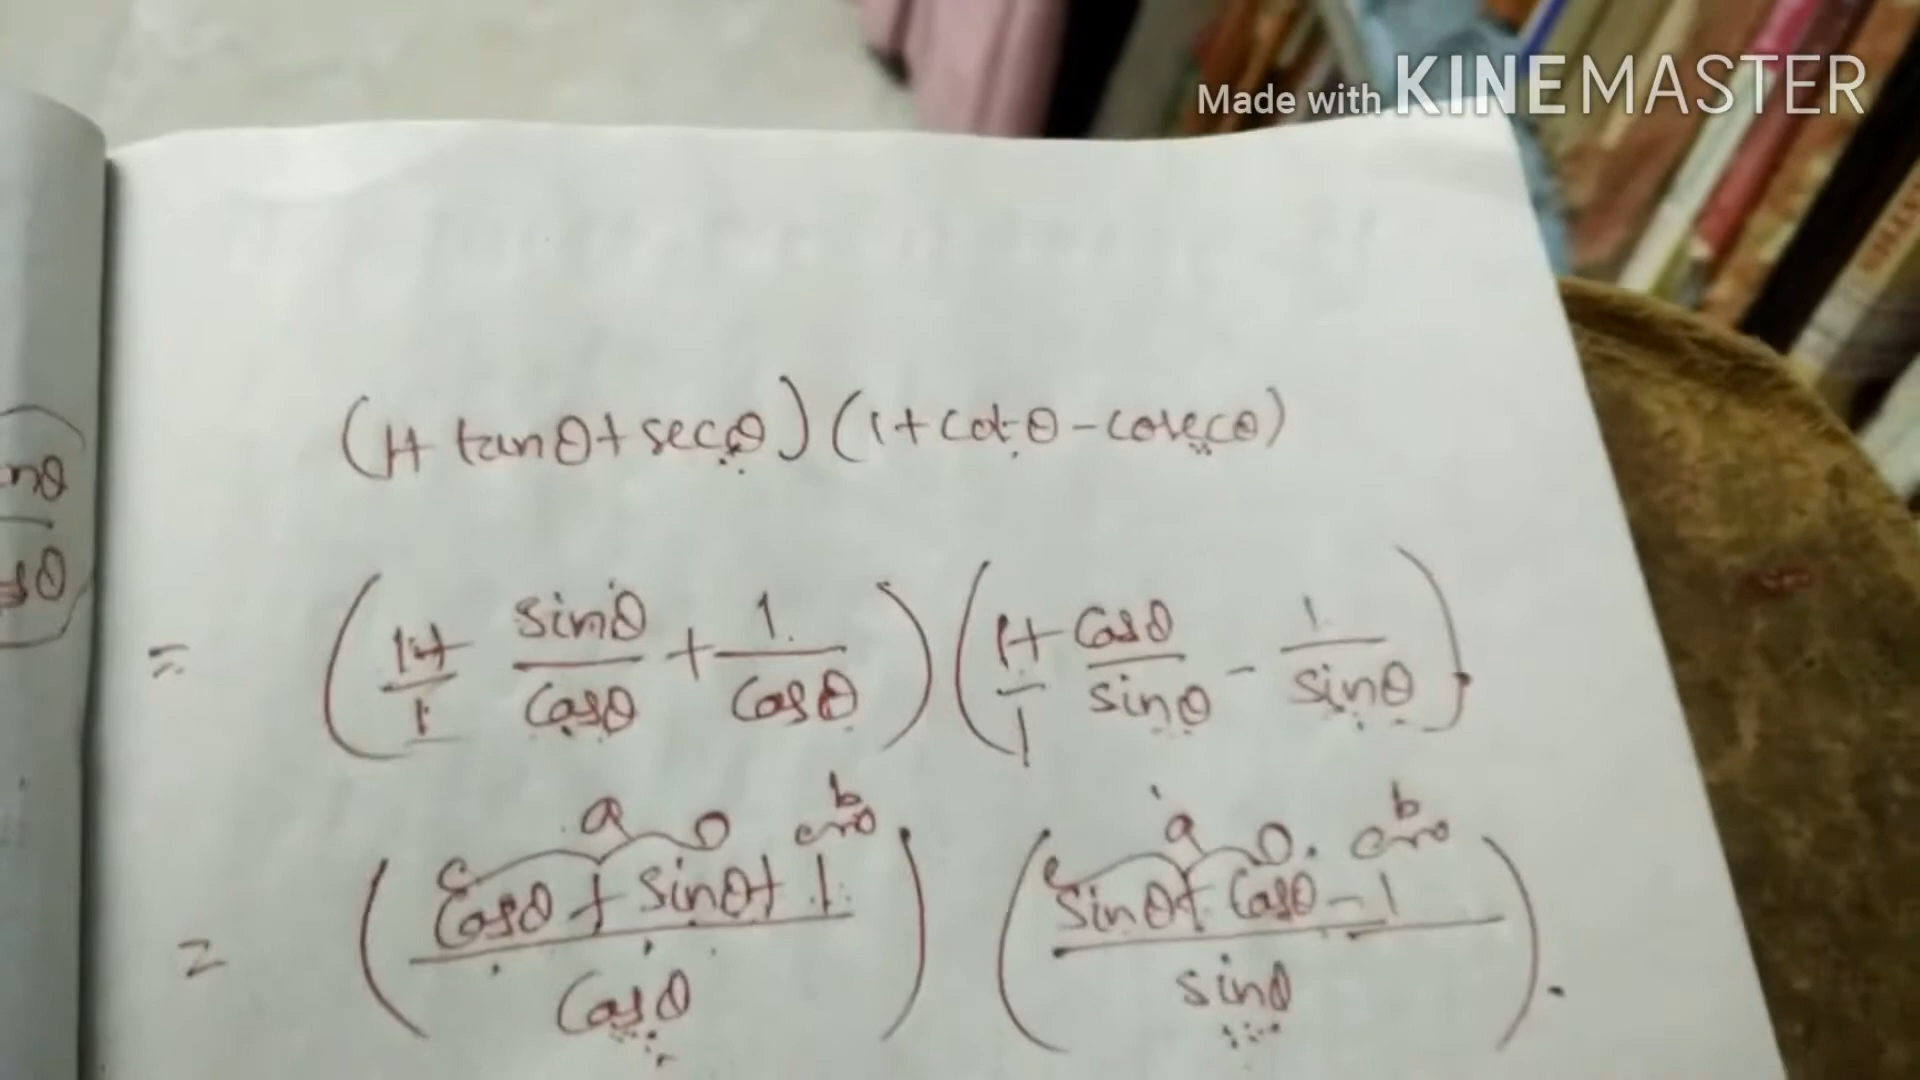 Made with KINEMASTER
(1+ tanθ + secθ) (1 + cotθ - cosecθ)
= (1/1 + sinθ/cosθ + 1/cosθ) (1/1 + cosθ/sinθ - 1/sinθ)
a b
= (cosθ + sinθ + 1 / cosθ) (sinθ + cosθ - 1 / sinθ).
a b